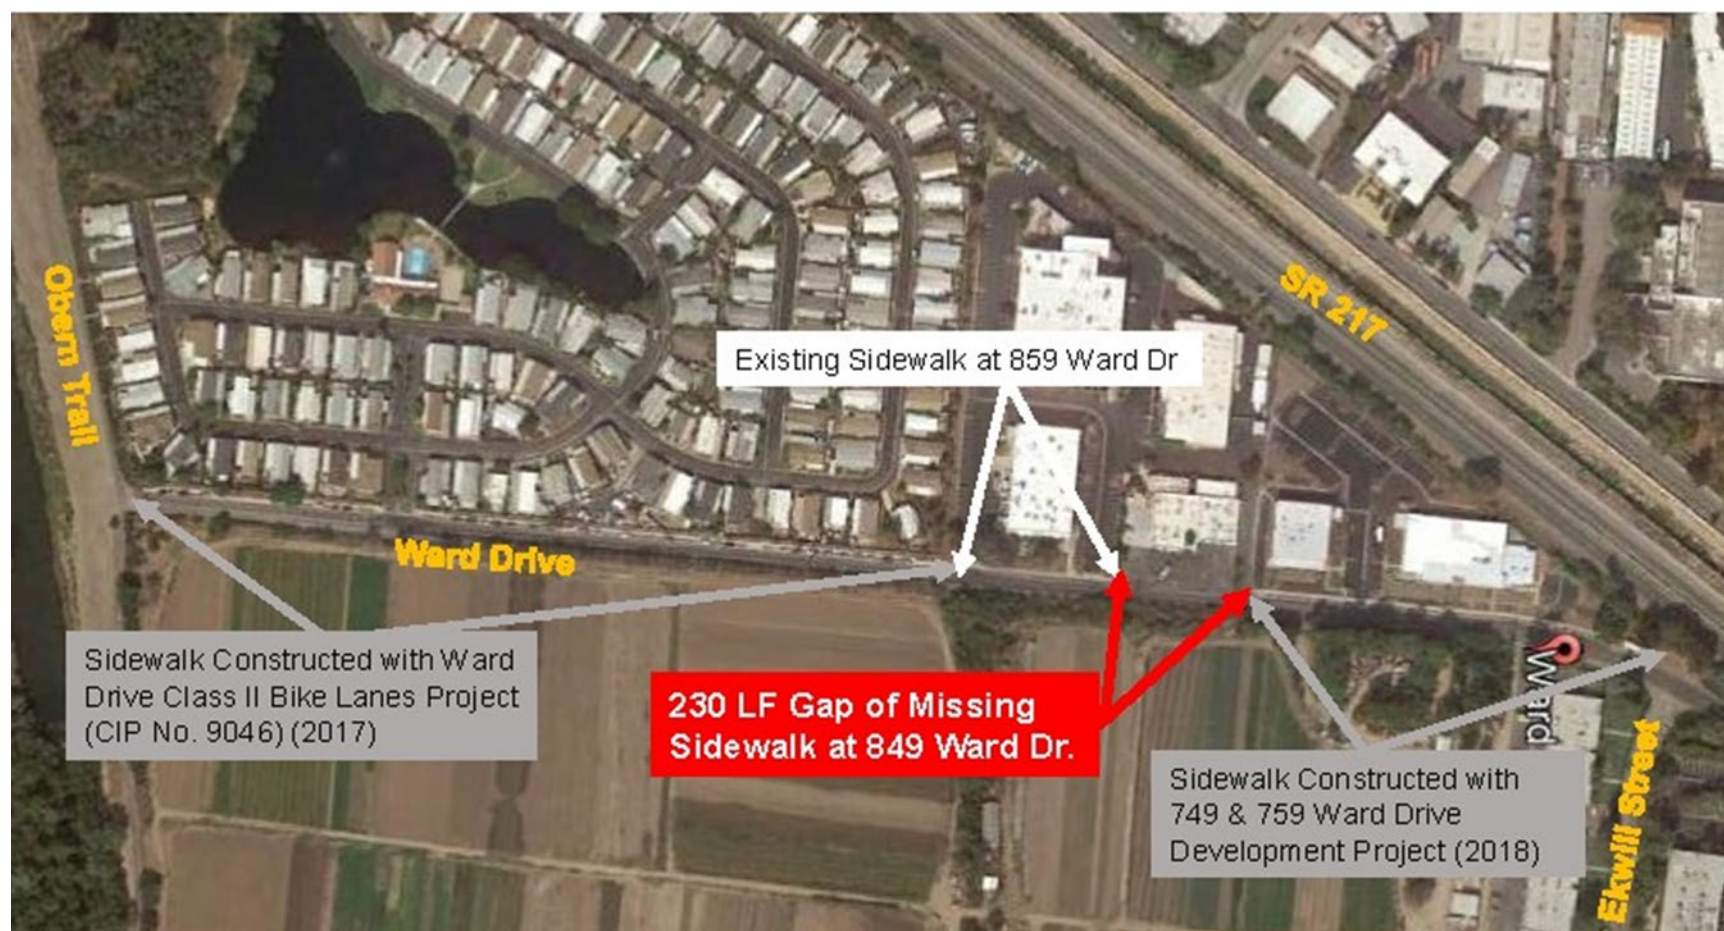 Obern Trail
SR 217
Existing Sidewalk at 859 Ward Dr
Ward Drive
Sidewalk Constructed with Ward
Drive Class II Bike Lanes Project
(CIP No. 9046) (2017)
230 LF Gap of Missing
Sidewalk at 849 Ward Dr.
Ward
Sidewalk Constructed with
749 & 759 Ward Drive
Development Project (2018)
Ekwill Street